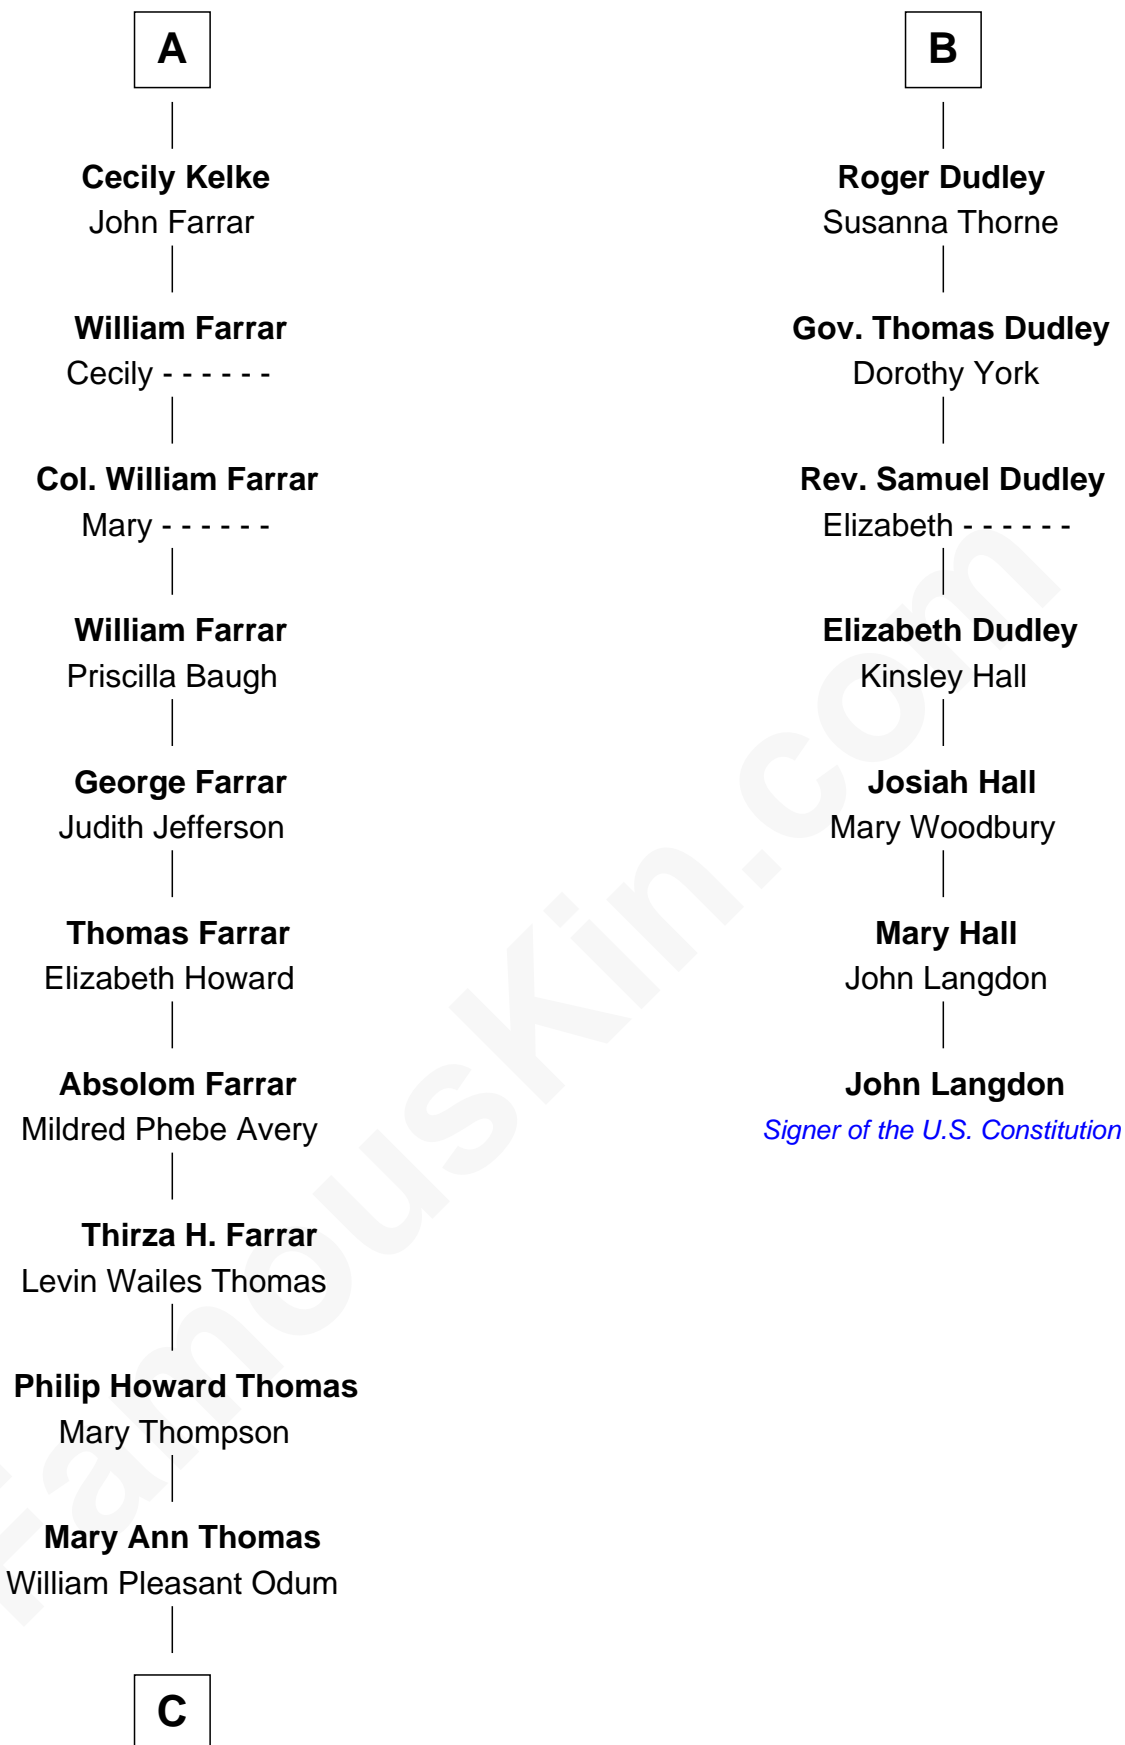 A
Cecily Kelke
John Farrar
William Farrar
Cecily - - - - - -
Col. William Farrar
Mary - - - - - -
William Farrar
Priscilla Baugh
George Farrar
Judith Jefferson
Thomas Farrar
Elizabeth Howard
Absolom Farrar
Mildred Phebe Avery
Thirza H. Farrar
Levin Wailes Thomas
Philip Howard Thomas
Mary Thompson
Mary Ann Thomas
William Pleasant Odum
C
B
Roger Dudley
Susanna Thorne
Gov. Thomas Dudley
Dorothy York
Rev. Samuel Dudley
Elizabeth - - - - - -
Elizabeth Dudley
Kinsley Hall
Josiah Hall
Mary Woodbury
Mary Hall
John Langdon
John Langdon
Signer of the U.S. Constitution
FamousKin.com